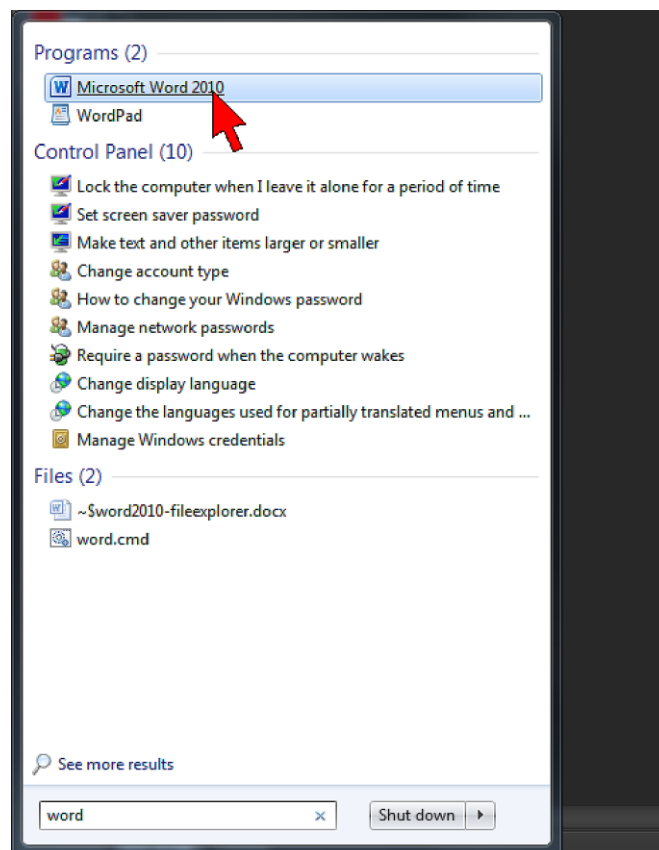 Programs (2)
Microsoft Word 2010
WordPad
Control Panel (10)
Lock the computer when I leave it alone for a period of time
Set screen saver password
Make text and other items larger or smaller
Change account type
How to change your Windows password
Manage network passwords
Require a password when the computer wakes
Change display language
Change the languages used for partially translated menus and ...
Manage Windows credentials
Files (2)
~$word2010-fileexplorer.docx
word.cmd
See more results
word
Shut down